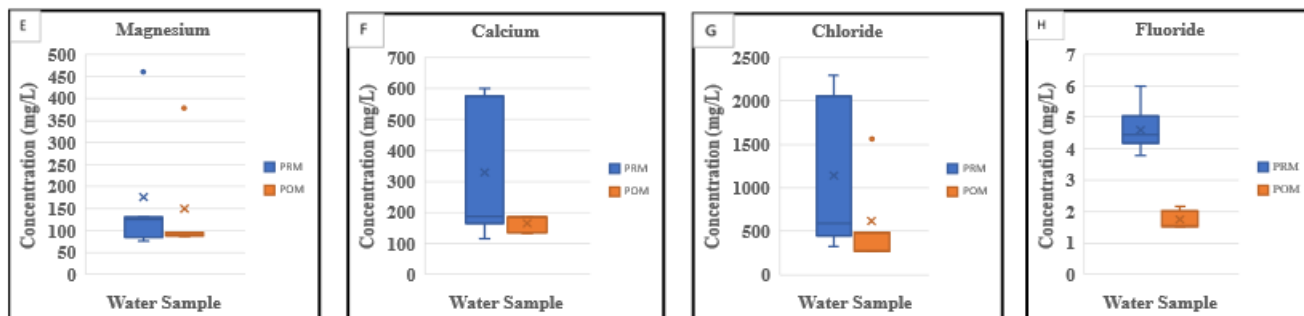 E
Magnesium
Concentration (mg/L)
500
450
400
350
300
250
200
150
100
50
0
PRM
POM
Water Sample
F
Calcium
Concentration (mg/L)
700
600
500
400
300
200
100
0
PRM
POM
Water Sample
G
Chloride
Concentration (mg/L)
2500
2000
1500
1000
500
0
PRM
POM
Water Sample
H
Fluoride
Concentration (mg/L)
7
6
5
4
3
2
1
0
PRM
POM
Water Sample